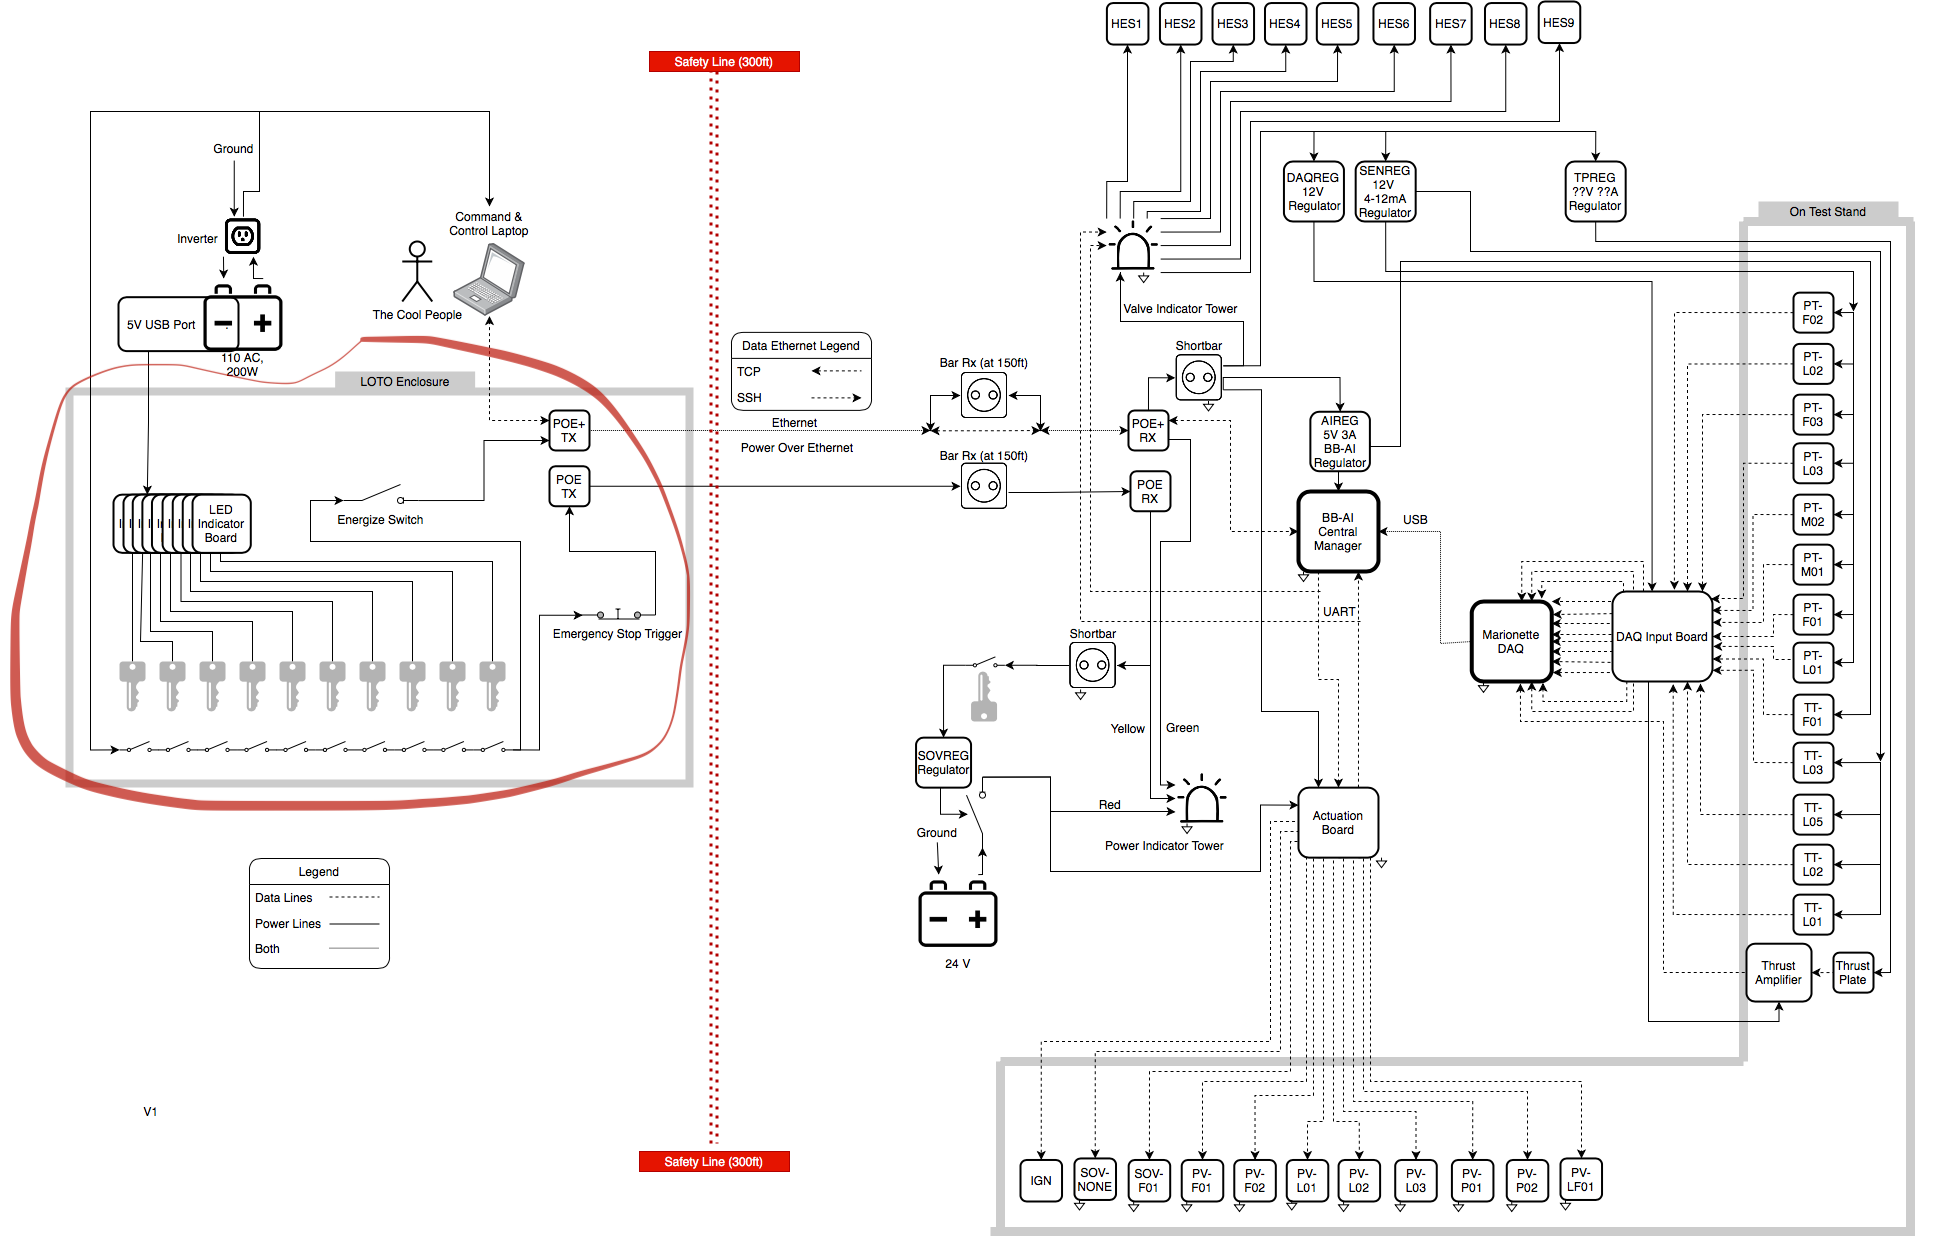 HES1
HES2
HES3
HES4
HES5
HES6
HES7
HES8
HES9
Safety Line (300ft)
Ground
Inverter
Command &
Control Laptop
The Cool People
5V USB Port
110 AC,
200W
LOTO Enclosure
POE+
TX
POE
TX
LED
Indicator
Board
Energize Switch
Emergency Stop Trigger
Data Ethernet Legend
TCP
SSH
Ethernet
Power Over Ethernet
Bar Rx (at 150ft)
Bar Rx (at 150ft)
Valve Indicator Tower
Shortbar
POE+
RX
POE
RX
DAQREG
12V
Regulator
SENREG
12V
4-12mA
Regulator
TPREG
??V ??A
Regulator
AIREG
5V 3A
BB-AI
Regulator
BB-AI
Central
Manager
USB
UART
Shortbar
Yellow
Green
Red
SOVREG
Regulator
Ground
24 V
Power Indicator Tower
Actuation
Board
Marionette
DAQ
DAQ Input Board
On Test Stand
PT-
F02
PT-
L02
PT-
F03
PT-
L03
PT-
M02
PT-
M01
PT-
F01
PT-
L01
TT-
F01
TT-
L03
TT-
L05
TT-
L02
TT-
L01
Thrust
Amplifier
Thrust
Plate
Legend
Data Lines
Power Lines
Both
V1
Safety Line (300ft)
IGN
SOV-
NONE
SOV-
F01
PV-
F01
PV-
F02
PV-
L01
PV-
L02
PV-
L03
PV-
P01
PV-
P02
PV-
LF01